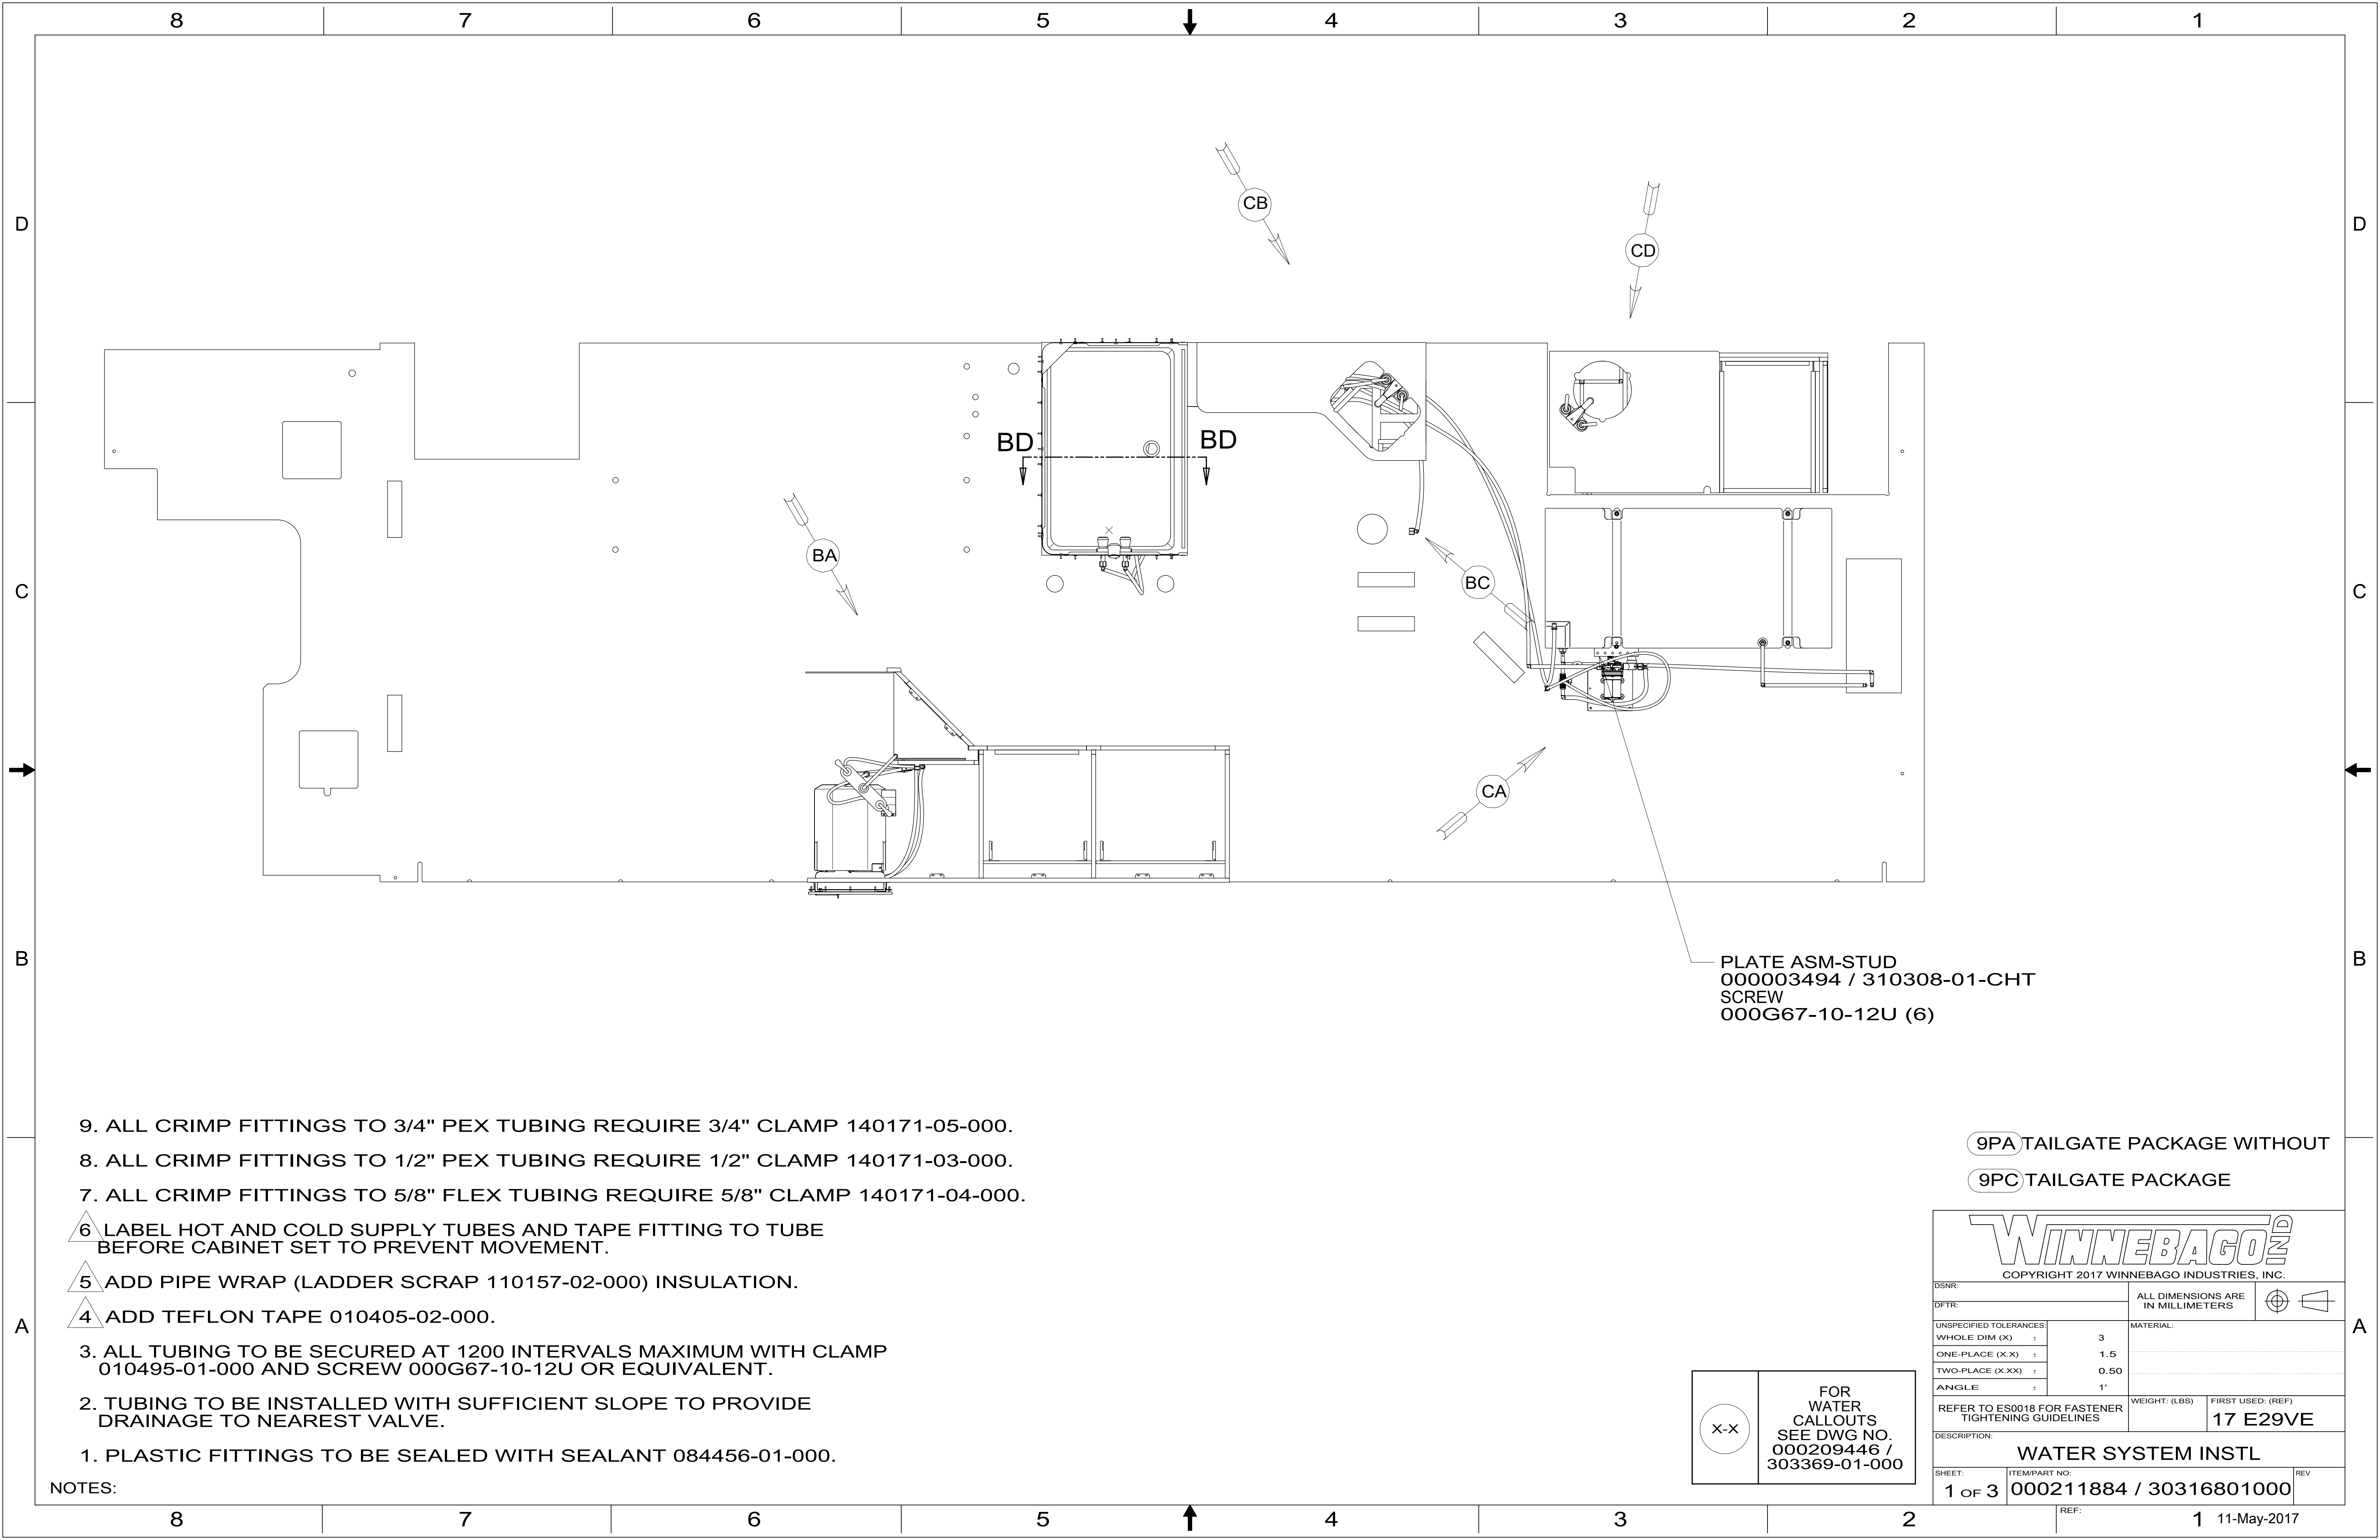 8 7 6 5 4 3 2 1
D D
CB
CD
BD BD
BA
BC
C C
CA
B B
PLATE ASM-STUD
000003494 / 310308-01-CHT
SCREW
000G67-10-12U (6)
9. ALL CRIMP FITTINGS TO 3/4" PEX TUBING REQUIRE 3/4" CLAMP 140171-05-000.
8. ALL CRIMP FITTINGS TO 1/2" PEX TUBING REQUIRE 1/2" CLAMP 140171-03-000.
7. ALL CRIMP FITTINGS TO 5/8" FLEX TUBING REQUIRE 5/8" CLAMP 140171-04-000.
6 LABEL HOT AND COLD SUPPLY TUBES AND TAPE FITTING TO TUBE
BEFORE CABINET SET TO PREVENT MOVEMENT.
5 ADD PIPE WRAP (LADDER SCRAP 110157-02-000) INSULATION.
4 ADD TEFLON TAPE 010405-02-000.
3. ALL TUBING TO BE SECURED AT 1200 INTERVALS MAXIMUM WITH CLAMP
010495-01-000 AND SCREW 000G67-10-12U OR EQUIVALENT.
2. TUBING TO BE INSTALLED WITH SUFFICIENT SLOPE TO PROVIDE
DRAINAGE TO NEAREST VALVE.
1. PLASTIC FITTINGS TO BE SEALED WITH SEALANT 084456-01-000.
NOTES:
A A
X-X
FOR
WATER
CALLOUTS
SEE DWG NO.
000209446 /
303369-01-000
9PA TAILGATE PACKAGE WITHOUT
9PC TAILGATE PACKAGE
WINNEBAGO IND
COPYRIGHT 2017 WINNEBAGO INDUSTRIES, INC.
DSNR:
DFTR:
ALL DIMENSIONS ARE
IN MILLIMETERS
UNSPECIFIED TOLERANCES:
WHOLE DIM (X) ± 3
ONE-PLACE (X.X) ± 1.5
TWO-PLACE (X.XX) ± 0.50
ANGLE ± 1°
MATERIAL:
REFER TO ES0018 FOR FASTENER
TIGHTENING GUIDELINES
WEIGHT: (LBS)
FIRST USED: (REF)
17 E29VE
DESCRIPTION:
WATER SYSTEM INSTL
SHEET:
1 OF 3
ITEM/PART NO:
000211884 / 30316801000
REV
REF:
8 7 6 5 4 3 2 1
11-May-2017